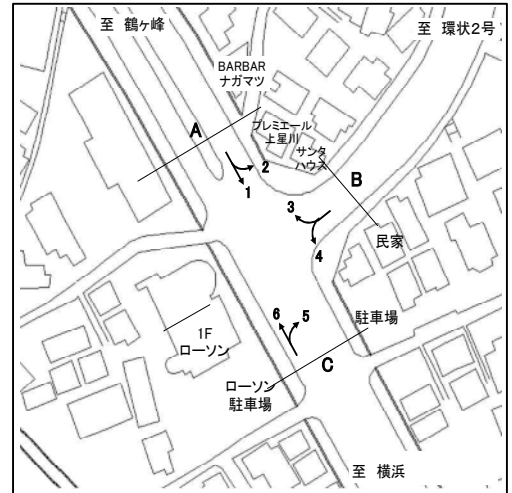 至 鶴ヶ峰
至 環状2号
BARBAR
ナガマツ
プレミエール
上星川
サンタ
ハウス
A
2
1
B
3
4
民家
6
5
駐車場
1F
ローソン
C
ローソン
駐車場
至 横浜